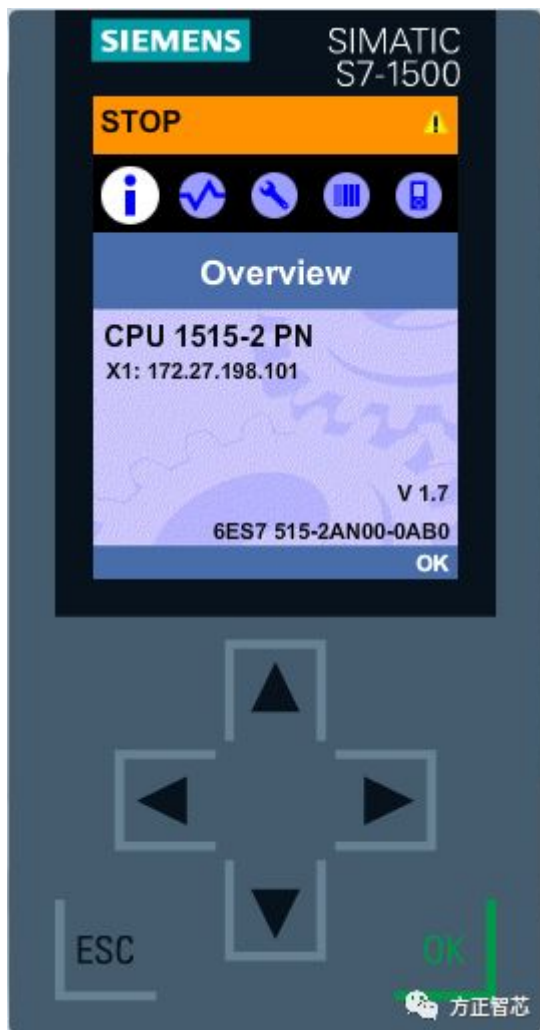 SIEMENS
SIMATIC
S7-1500
STOP
Overview
CPU 1515-2 PN
X1: 172.27.198.101
V 1.7
6ES7 515-2AN00-0AB0
OK
ESC
OK
方正智芯